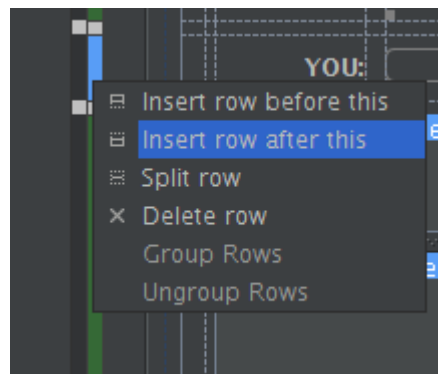 YOU:
Insert row before this
Insert row after this
Split row
Delete row
Group Rows
Ungroup Rows